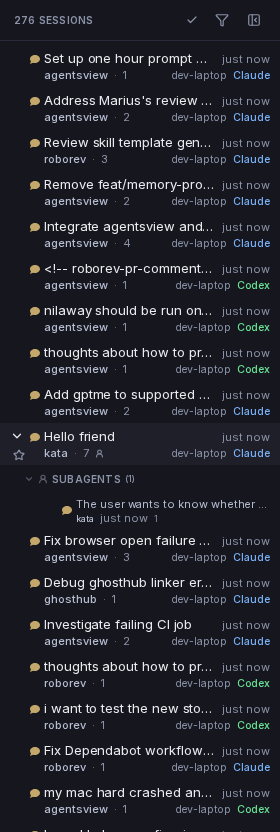 276 SESSIONS
Set up one hour prompt ... just now
agentsview · 1 dev-laptop Claude
Address Marius's review ... just now
agentsview · 2 dev-laptop Claude
Review skill template gen... just now
roborev · 3 dev-laptop Claude
Remove feat/memory-pro... just now
agentsview · 2 dev-laptop Claude
Integrate agentsview and... just now
agentsview · 4 dev-laptop Claude
<!-- roborev-pr-comment... just now
agentsview · 1 dev-laptop Codex
nilaway should be run on... just now
agentsview · 1 dev-laptop Codex
thoughts about how to pr... just now
agentsview · 1 dev-laptop Codex
Add gptme to supported ... just now
agentsview · 2 dev-laptop Claude
Hello friend just now
kata · 7 dev-laptop Claude
SUBAGENTS (1)
The user wants to know whether ...
kata just now 1
Fix browser open failure ... just now
agentsview · 3 dev-laptop Claude
Debug ghosthub linker er... just now
ghosthub · 1 dev-laptop Claude
Investigate failing CI job just now
agentsview · 2 dev-laptop Claude
thoughts about how to pr... just now
roborev · 1 dev-laptop Codex
i want to test the new sto... just now
roborev · 1 dev-laptop Codex
Fix Dependabot workflow... just now
roborev · 1 dev-laptop Claude
my mac hard crashed an... just now
agentsview · 1 dev-laptop Codex